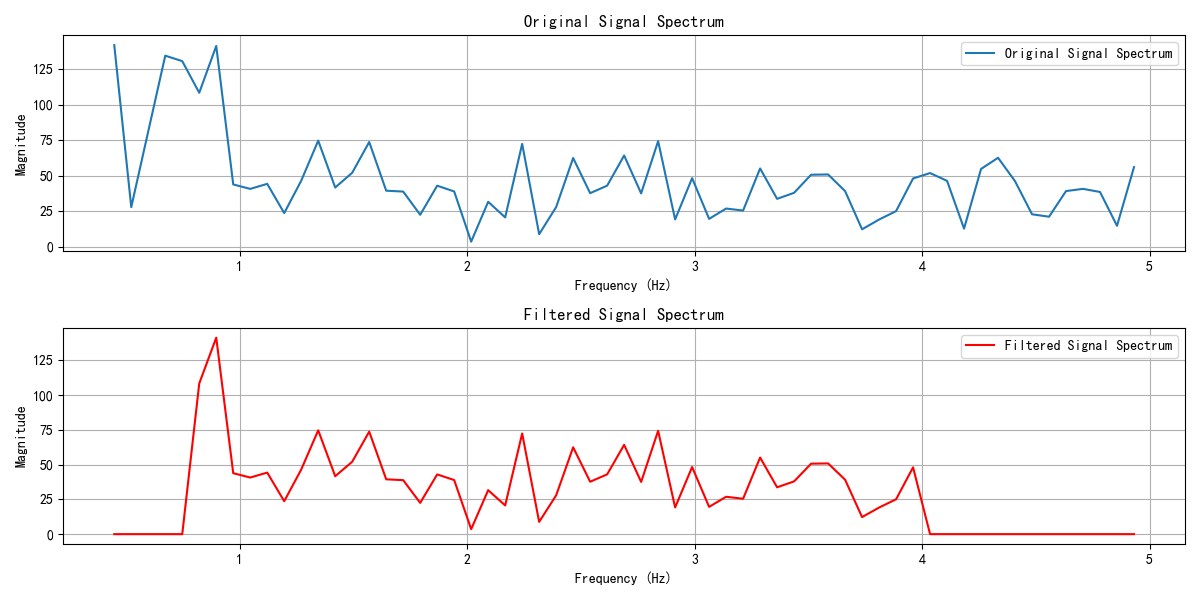 Original Signal Spectrum
Original Signal Spectrum
Magnitude
125
100
75
50
25
0
1 2 3 4 5
Frequency (Hz)
Filtered Signal Spectrum
Filtered Signal Spectrum
Magnitude
125
100
75
50
25
0
1 2 3 4 5
Frequency (Hz)